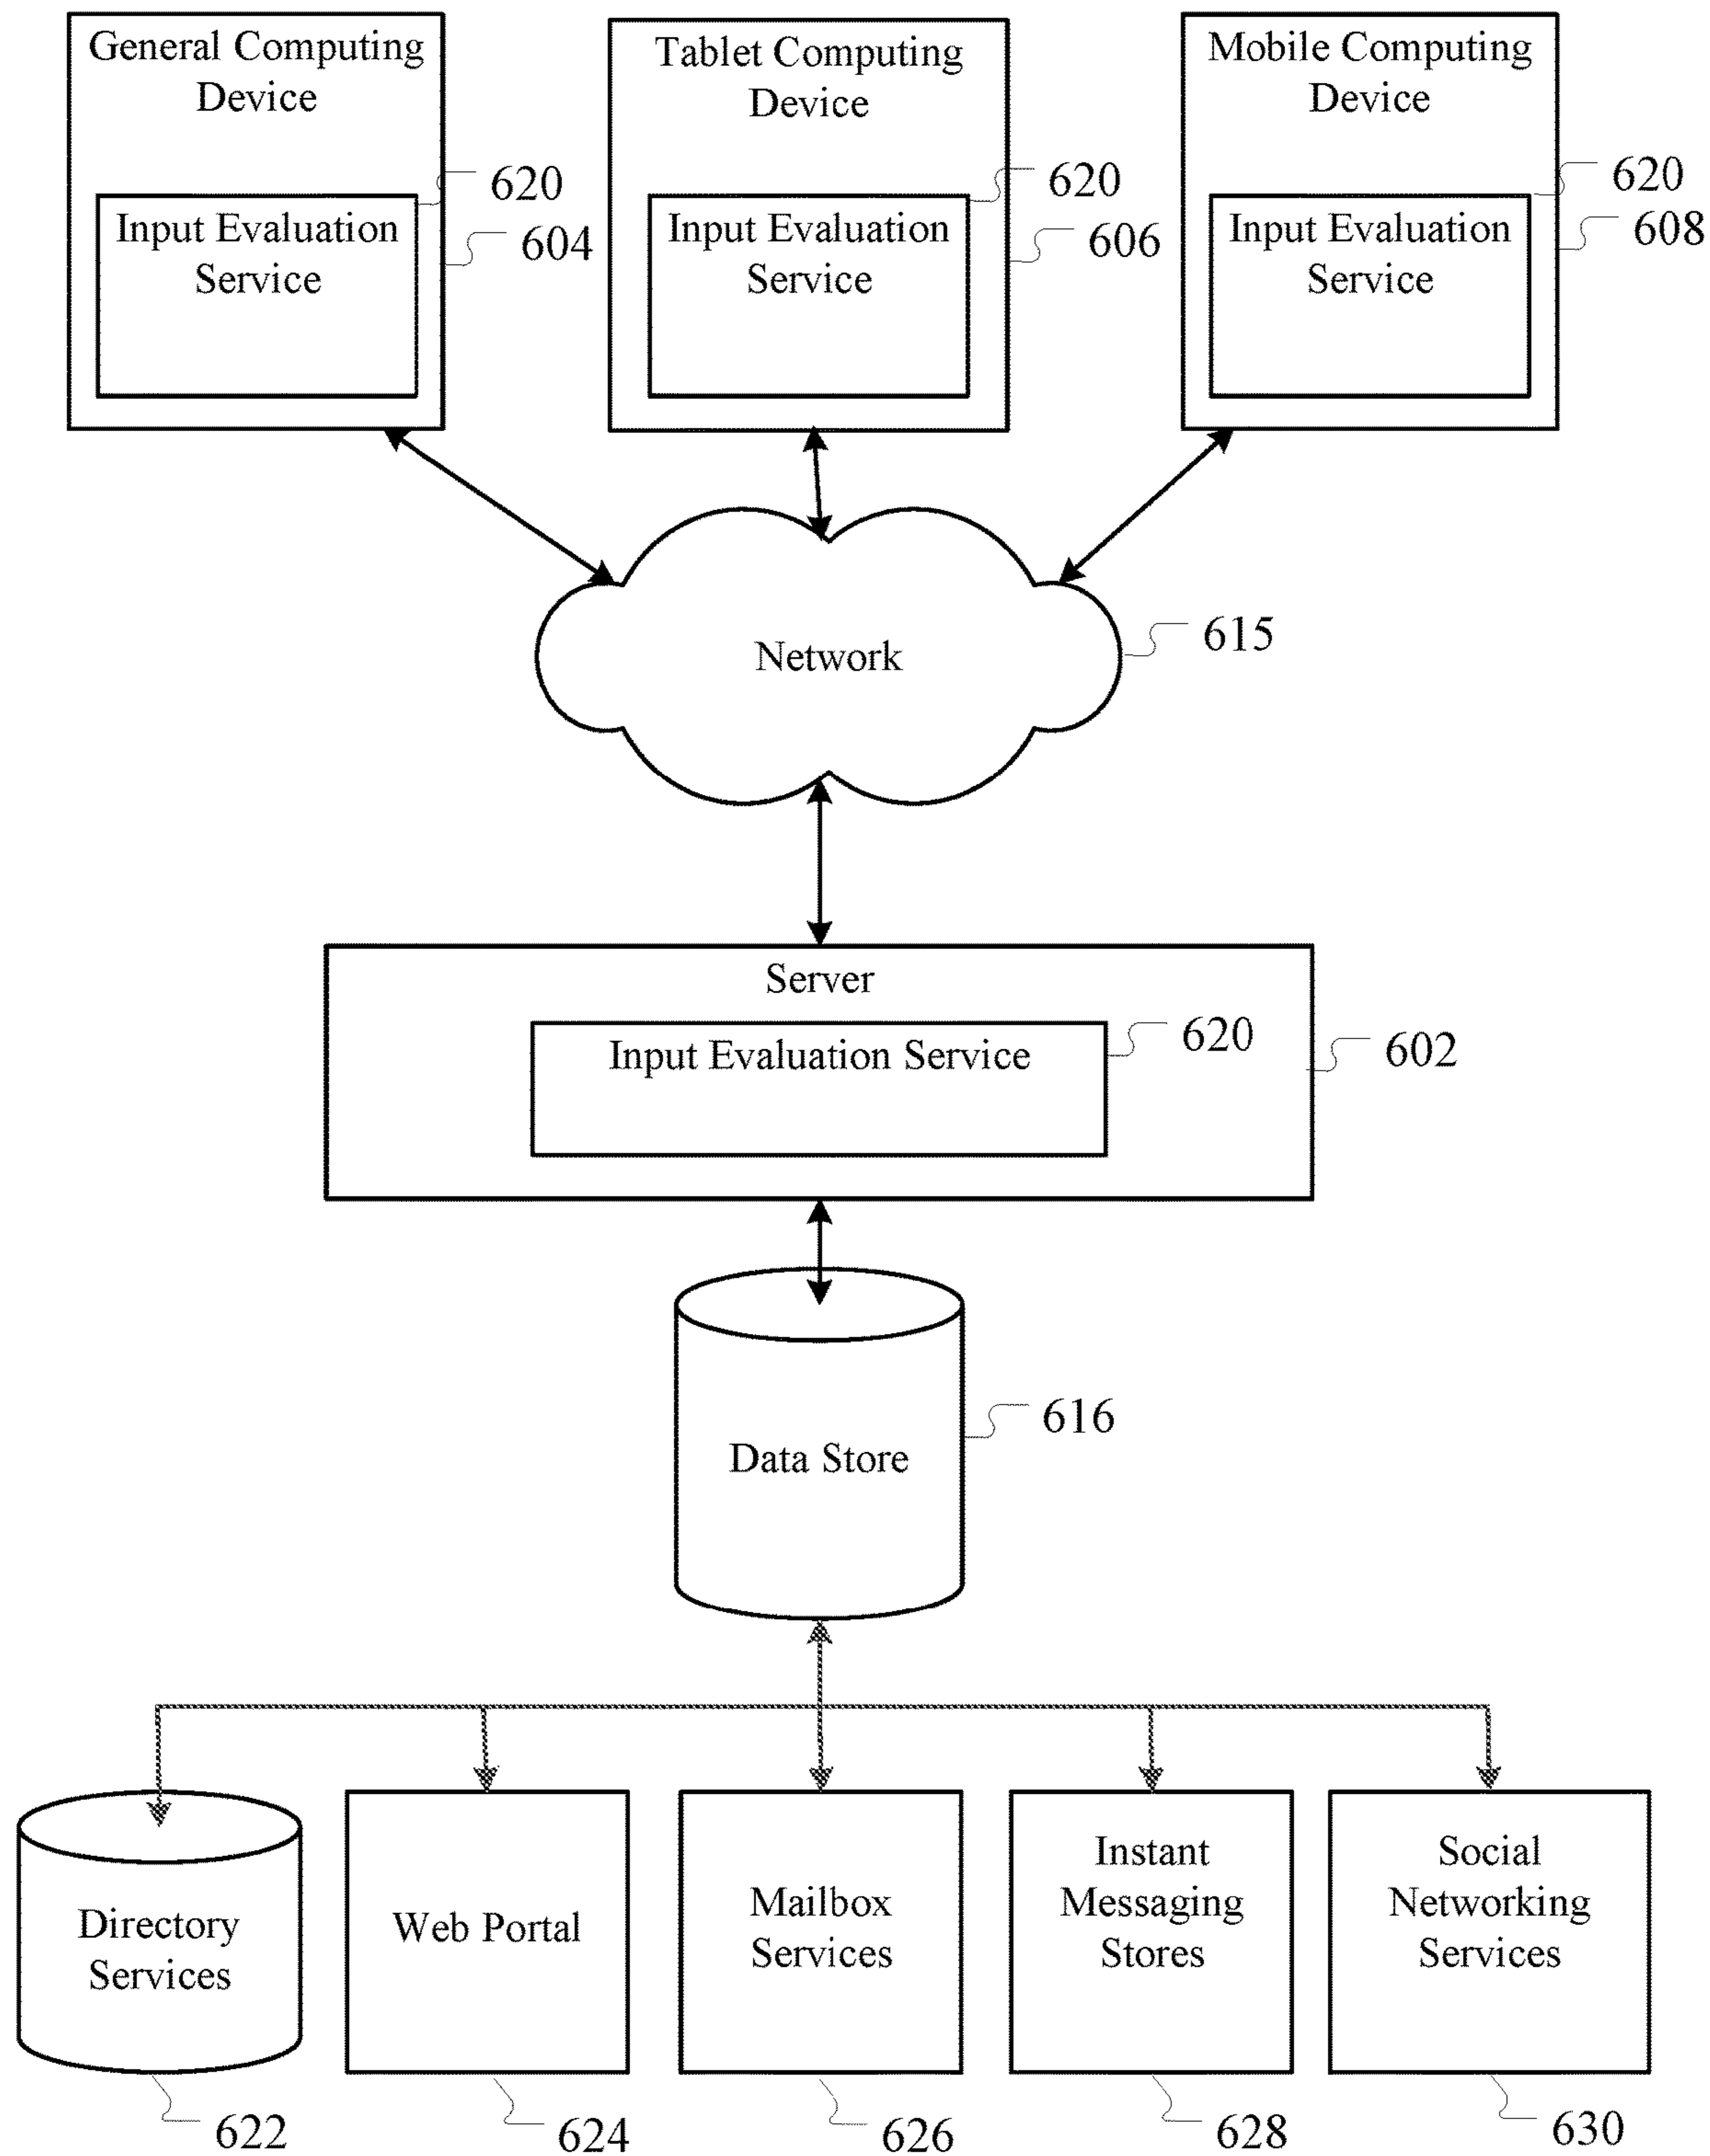 General Computing
Device
Tablet Computing
Device
Mobile Computing
Device
620
620
620
Input Evaluation
Service
604
Input Evaluation
Service
606
Input Evaluation
Service
608
Network
615
Server
Input Evaluation Service
620
602
Data Store
616
Directory
Services
Web Portal
Mailbox
Services
Instant
Messaging
Stores
Social
Networking
Services
622
624
626
628
630